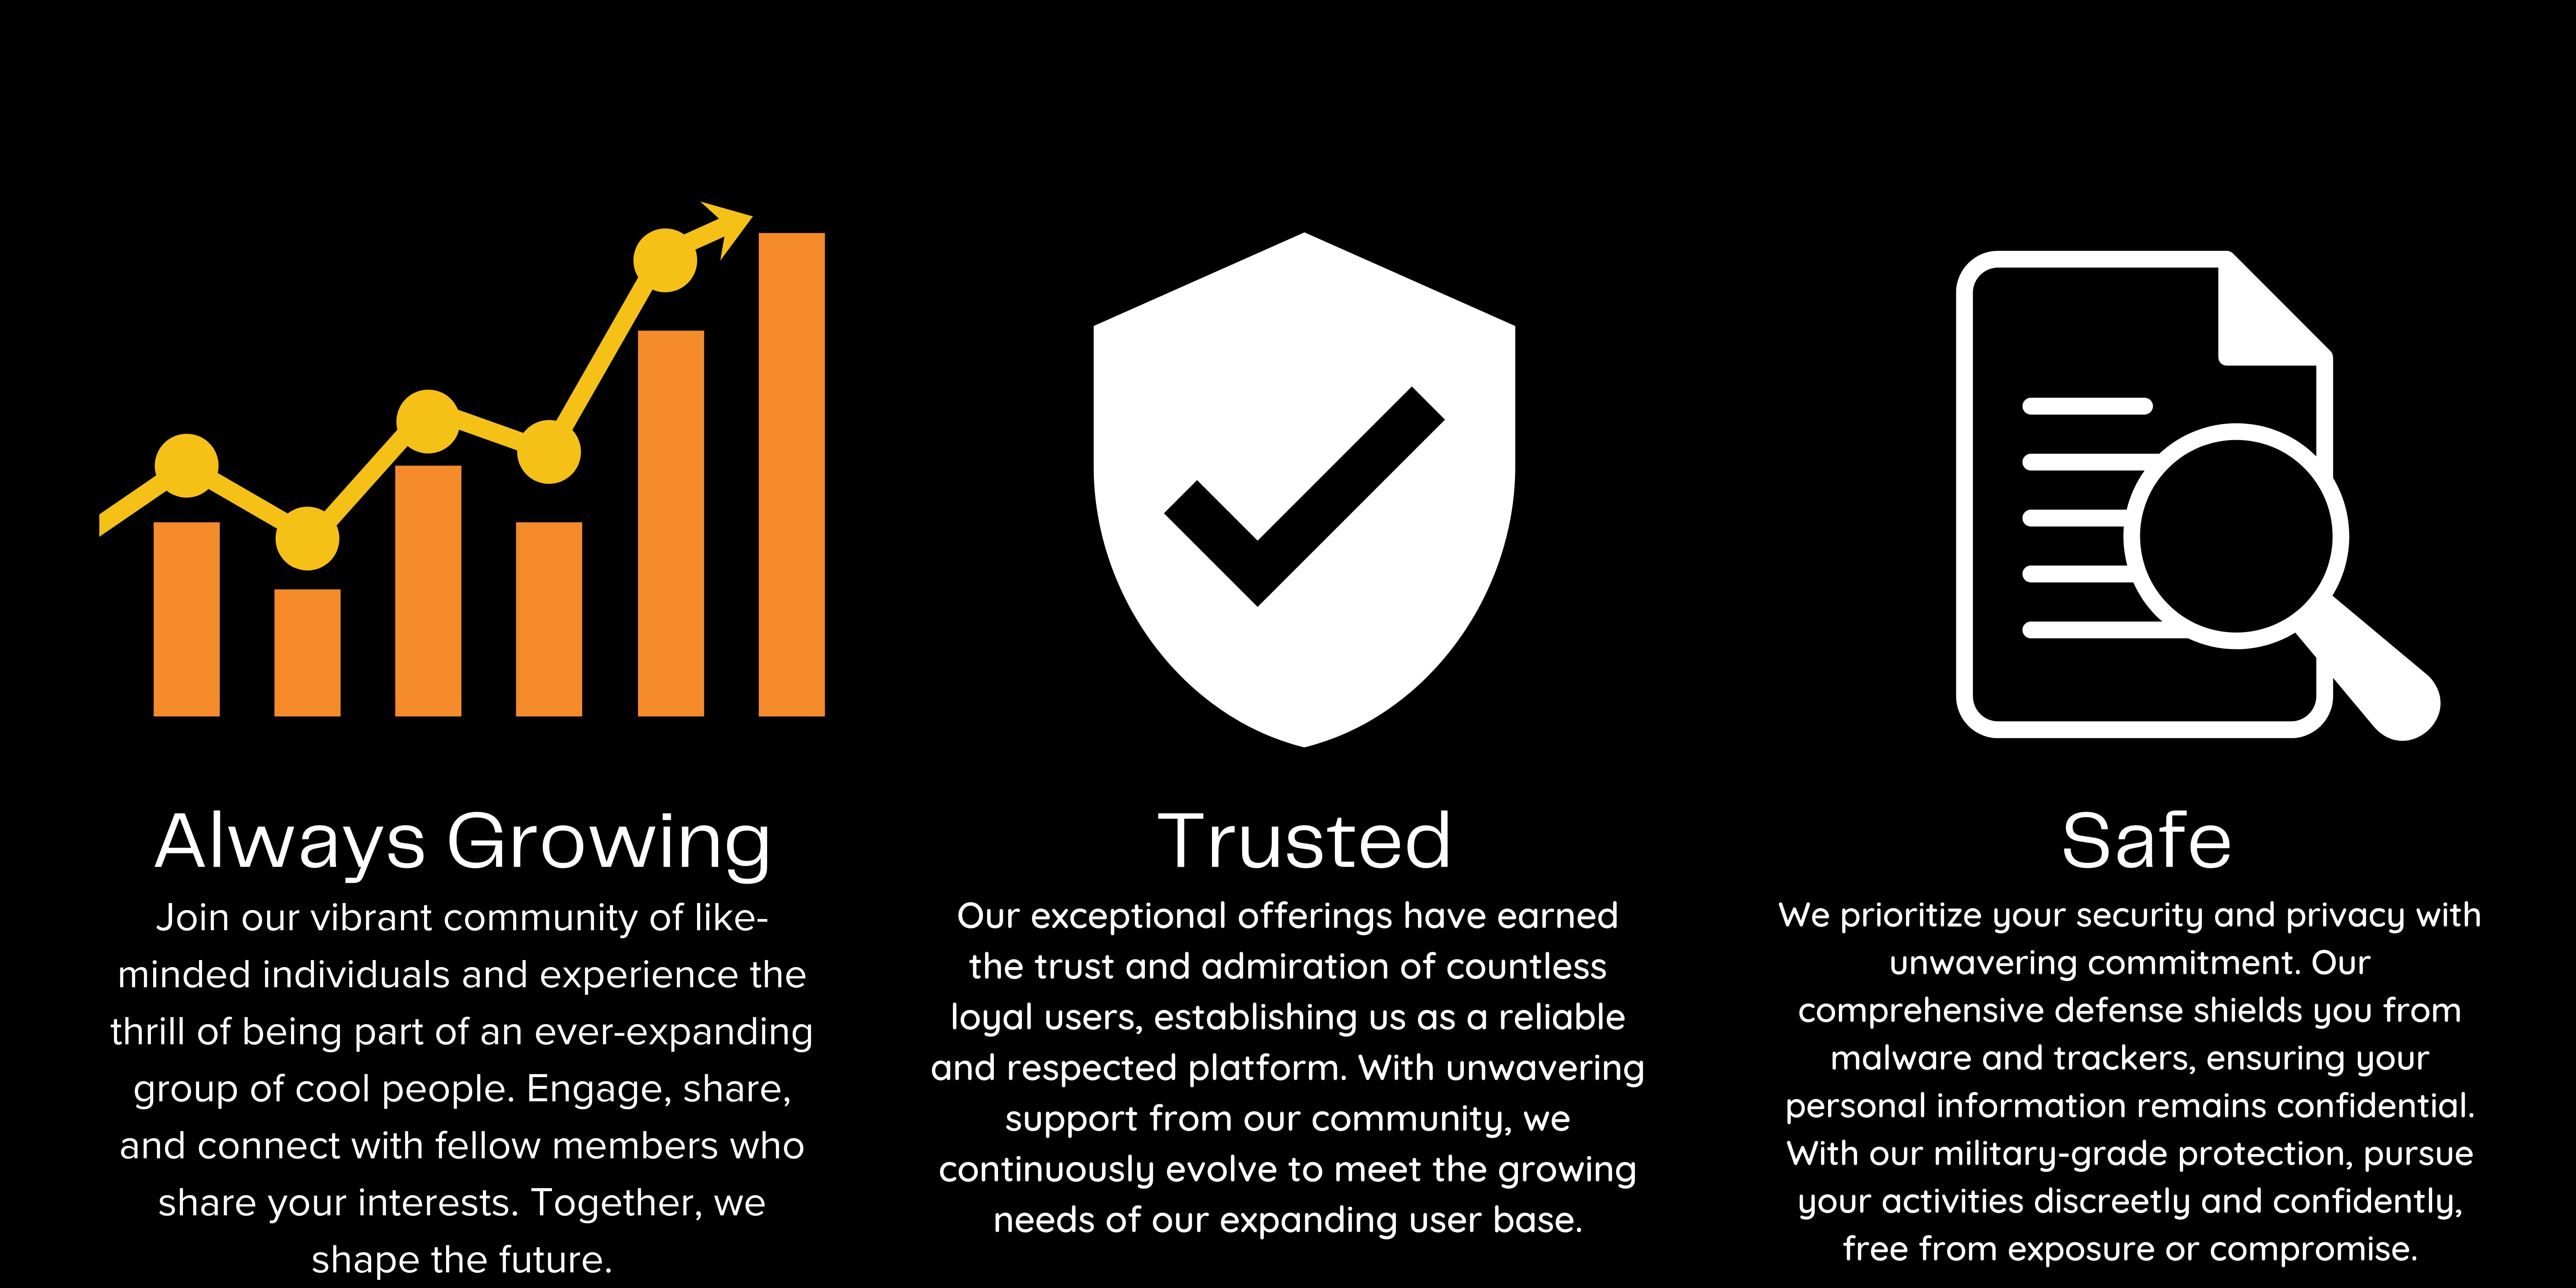 Always Growing
Join our vibrant community of like-
minded individuals and experience the
thrill of being part of an ever-expanding
group of cool people. Engage, share,
and connect with fellow members who
share your interests. Together, we
shape the future.
Trusted
Our exceptional offerings have earned
the trust and admiration of countless
loyal users, establishing us as a reliable
and respected platform. With unwavering
support from our community, we
continuously evolve to meet the growing
needs of our expanding user base.
Safe
We prioritize your security and privacy with
unwavering commitment. Our
comprehensive defense shields you from
malware and trackers, ensuring your
personal information remains confidential.
With our military-grade protection, pursue
your activities discreetly and confidently,
free from exposure or compromise.